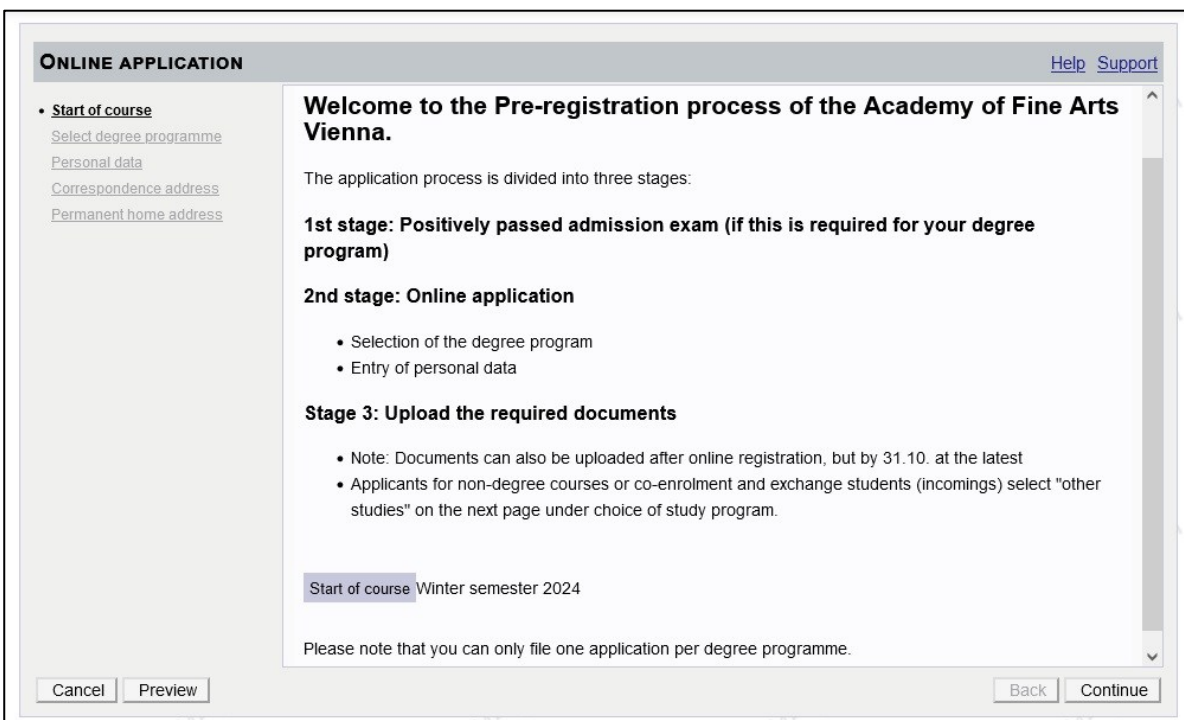 ONLINE APPLICATION
Help Support
Start of course
Select degree programme
Personal data
Correspondence address
Permanent home address
Welcome to the Pre-registration process of the Academy of Fine Arts
Vienna.
The application process is divided into three stages:
1st stage: Positively passed admission exam (if this is required for your degree
program)
2nd stage: Online application
• Selection of the degree program
• Entry of personal data
Stage 3: Upload the required documents
• Note: Documents can also be uploaded after online registration, but by 31.10. at the latest
• Applicants for non-degree courses or co-enrolment and exchange students (incomings) select "other
studies" on the next page under choice of study program.
Start of course Winter semester 2024
Please note that you can only file one application per degree programme.
Cancel Preview Back Continue